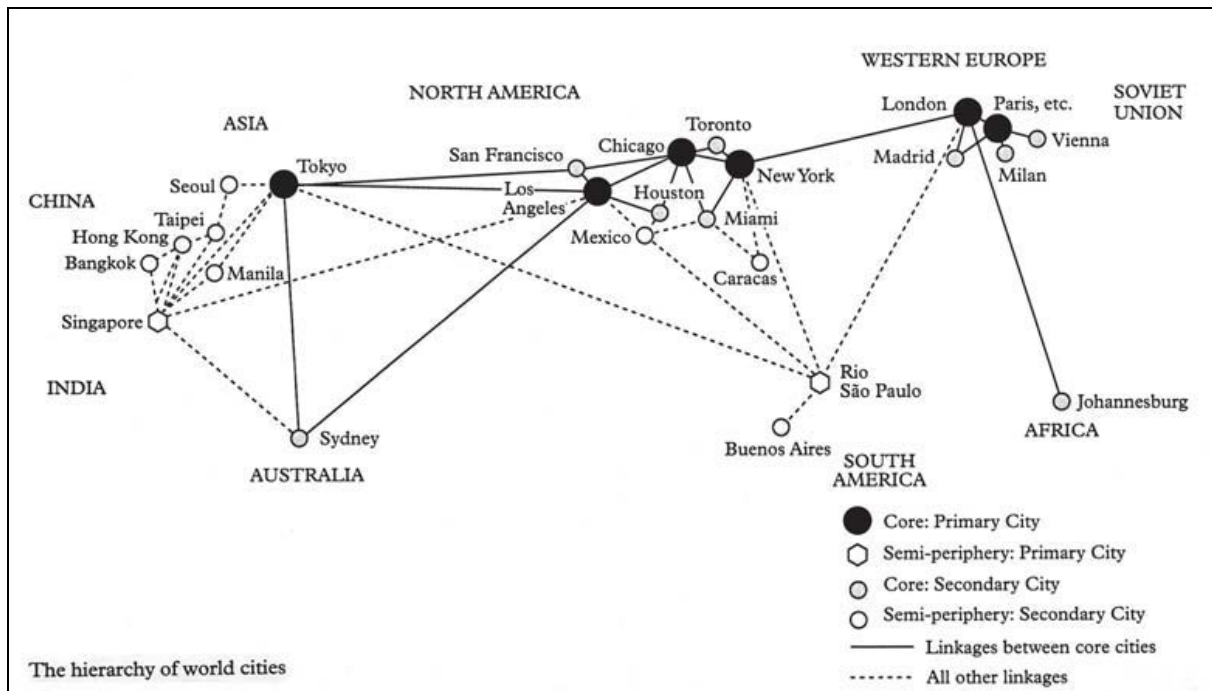 WESTERN EUROPE
SOVIET
UNION
NORTH AMERICA
London
Paris, etc.
ASIA
Toronto
Chicago
Vienna
San Francisco
Madrid
Milan
Tokyo
New York
Seoul
Los
Angeles
Houston
CHINA
Taipei
Miami
Hong Kong
Mexico
Bangkok
Manila
Caracas
Singapore
Rio
São Paulo
INDIA
Johannesburg
Sydney
AFRICA
Buenos Aires
AUSTRALIA
SOUTH
AMERICA
Core: Primary City
Semi-periphery: Primary City
Core: Secondary City
Semi-periphery: Secondary City
Linkages between core cities
All other linkages
The hierarchy of world cities